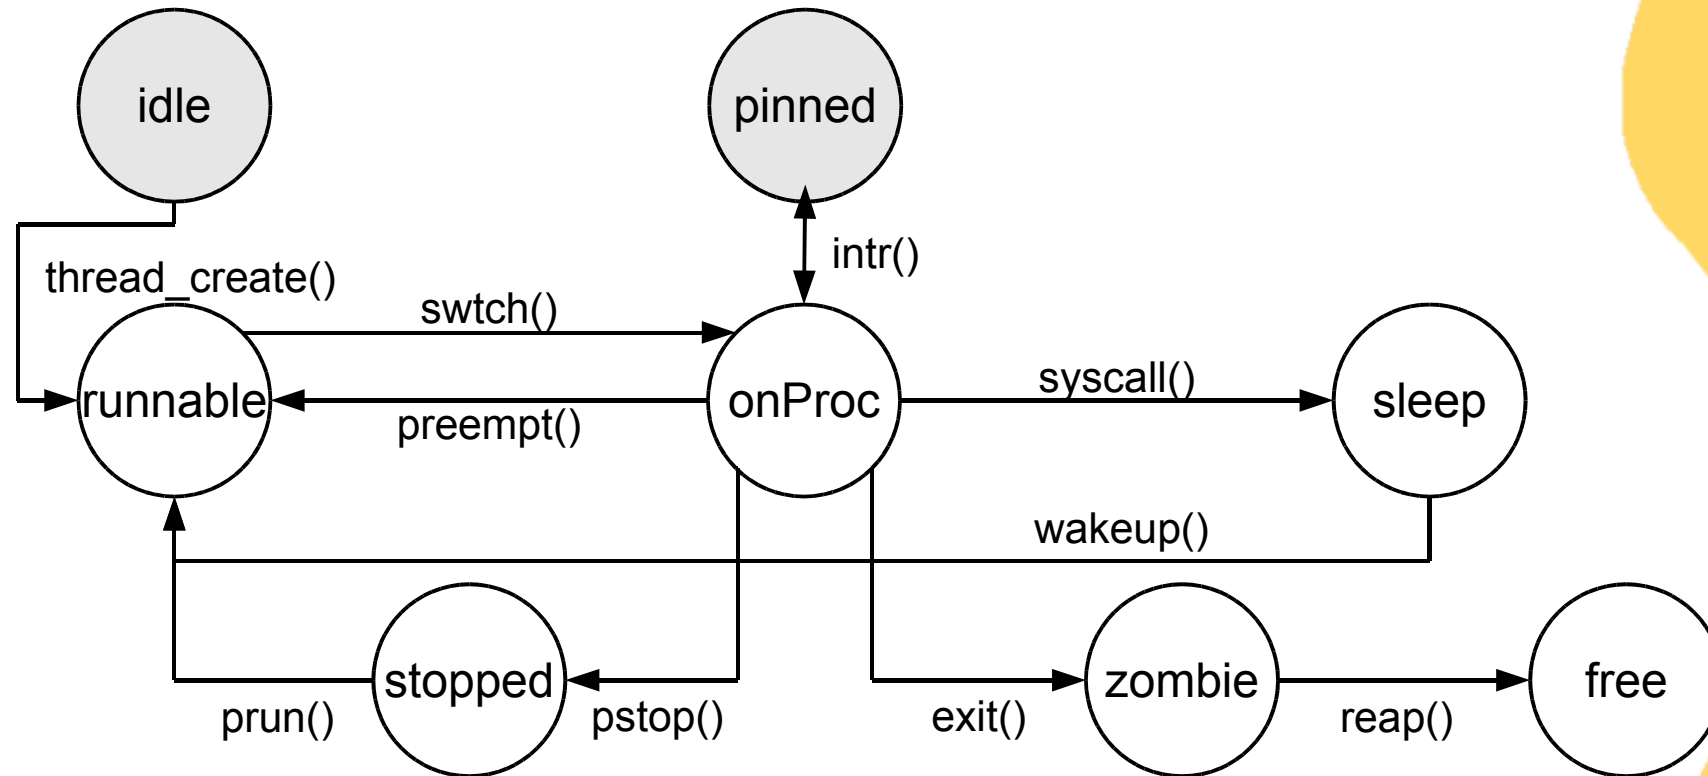 idle
pinned
intr()
thread_create()
swtch()
runnable
onProc
syscall()
sleep
preempt()
wakeup()
stopped
zombie
free
prun()
pstop()
exit()
reap()